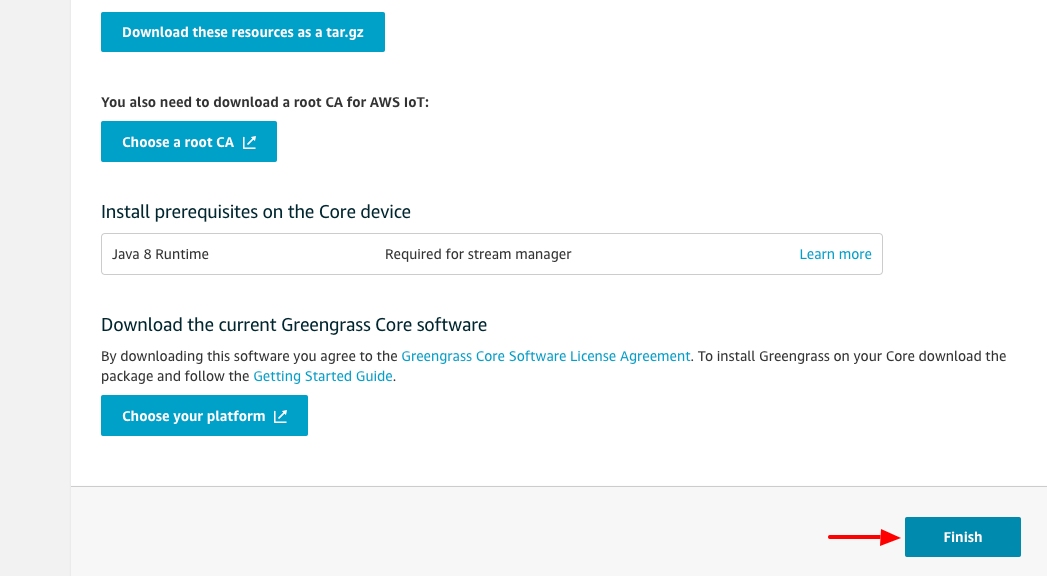 Download these resources as a tar.gz
You also need to download a root CA for AWS IoT:
Choose a root CA
Install prerequisites on the Core device
Java 8 Runtime Required for stream manager Learn more
Download the current Greengrass Core software
By downloading this software you agree to the Greengrass Core Software License Agreement. To install Greengrass on your Core download the
package and follow the Getting Started Guide.
Choose your platform
Finish